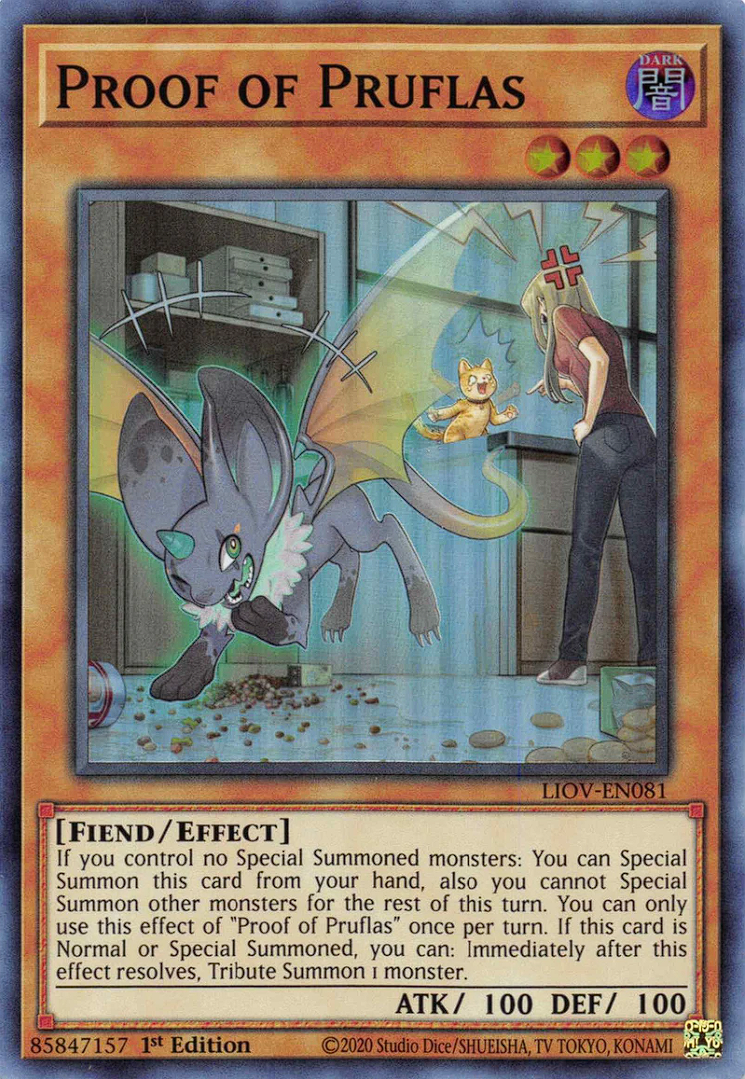 PROOF OF PRUFLAS
DARK
闇
LIOV-EN081
[FIEND/EFFECT]
If you control no Special Summoned monsters: You can Special
Summon this card from your hand, also you cannot Special
Summon other monsters for the rest of this turn. You can only
use this effect of "Proof of Pruflas" once per turn. If this card is
Normal or Special Summoned, you can: Immediately after this
effect resolves, Tribute Summon 1 monster.
ATK/ 100 DEF/ 100
85847157 1st Edition ©2020 Studio Dice/SHUEISHA, TV TOKYO, KONAMI